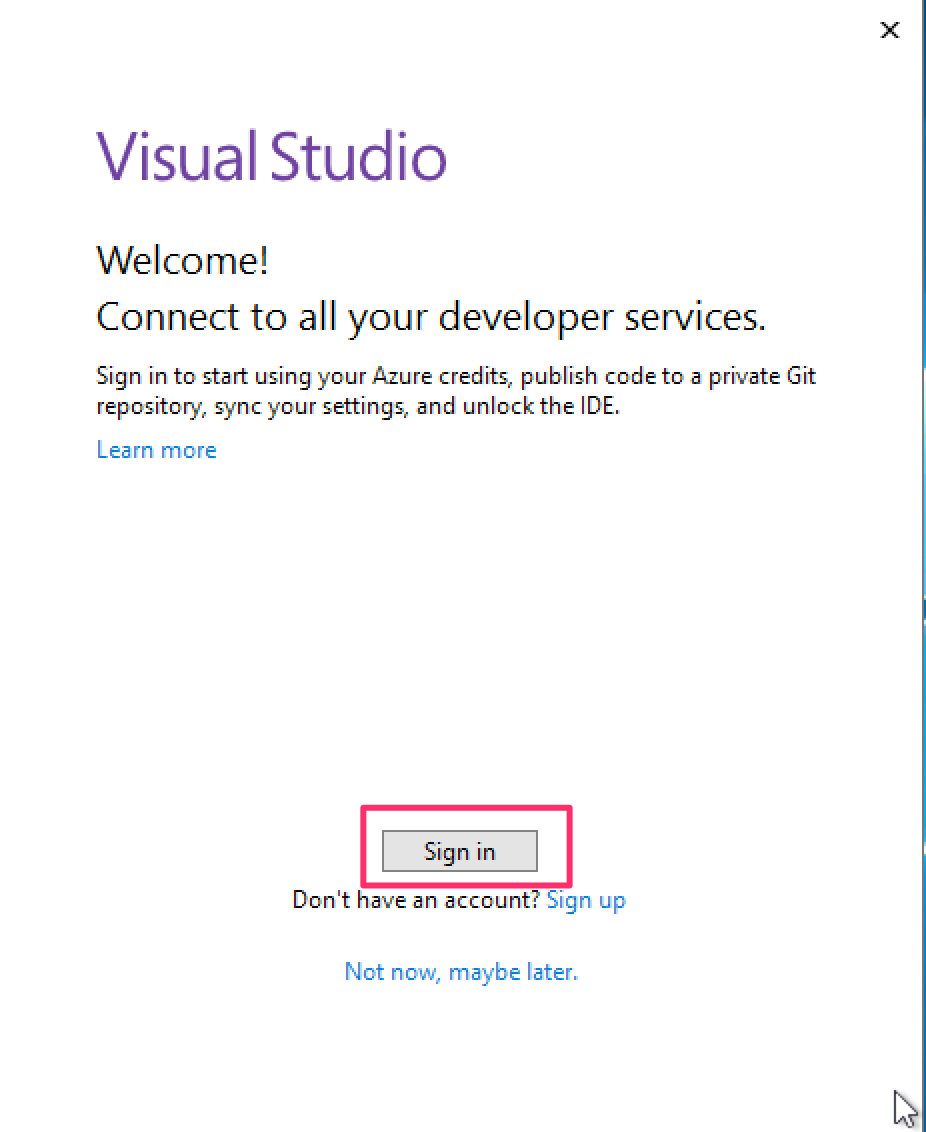 Visual Studio
Welcome!
Connect to all your developer services.
Sign in to start using your Azure credits, publish code to a private Git
repository, sync your settings, and unlock the IDE.
Learn more
Sign in
Don't have an account? Sign up
Not now, maybe later.